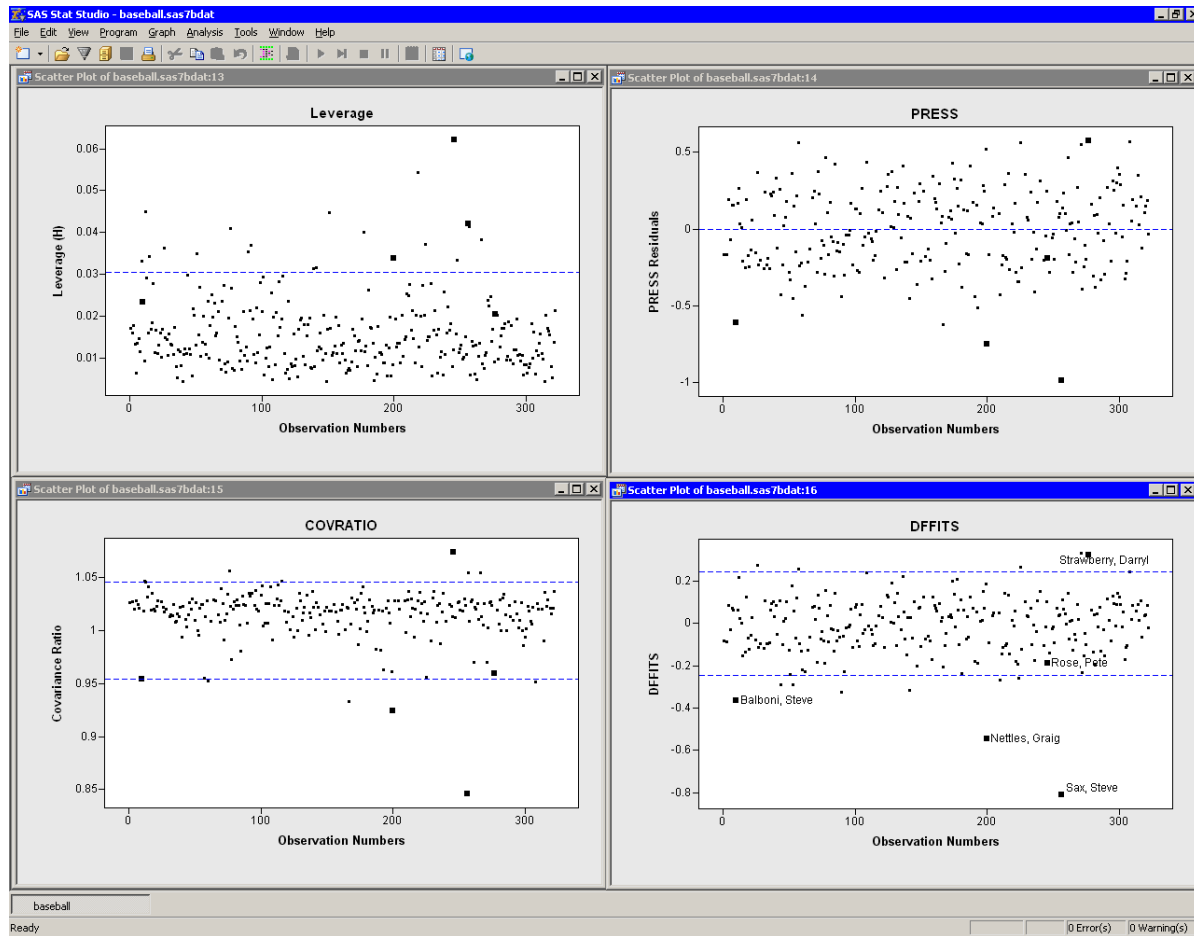 SAS Stat Studio - baseball.sas7bdat
File Edit View Program Graph Analysis Tools Window Help
Scatter Plot of baseball.sas7bdat:13
Leverage
0.06
0.05
0.04
0.03
0.02
0.01
Leverage (H)
0 100 200 300
Observation Numbers
Scatter Plot of baseball.sas7bdat:14
PRESS
0.5
0
-0.5
-1
PRESS Residuals
0 100 200 300
Observation Numbers
Scatter Plot of baseball.sas7bdat:15
COVRATIO
1.05
1
0.95
0.9
0.85
Covariance Ratio
0 100 200 300
Observation Numbers
Scatter Plot of baseball.sas7bdat:16
DFFITS
0.2
0
-0.2
-0.4
-0.6
-0.8
DFFITS
Strawberry, Darryl
Rose, Pete
Balboni, Steve
Nettles, Graig
Sax, Steve
0 100 200 300
Observation Numbers
baseball
Ready
0 Error(s) 0 Warning(s)